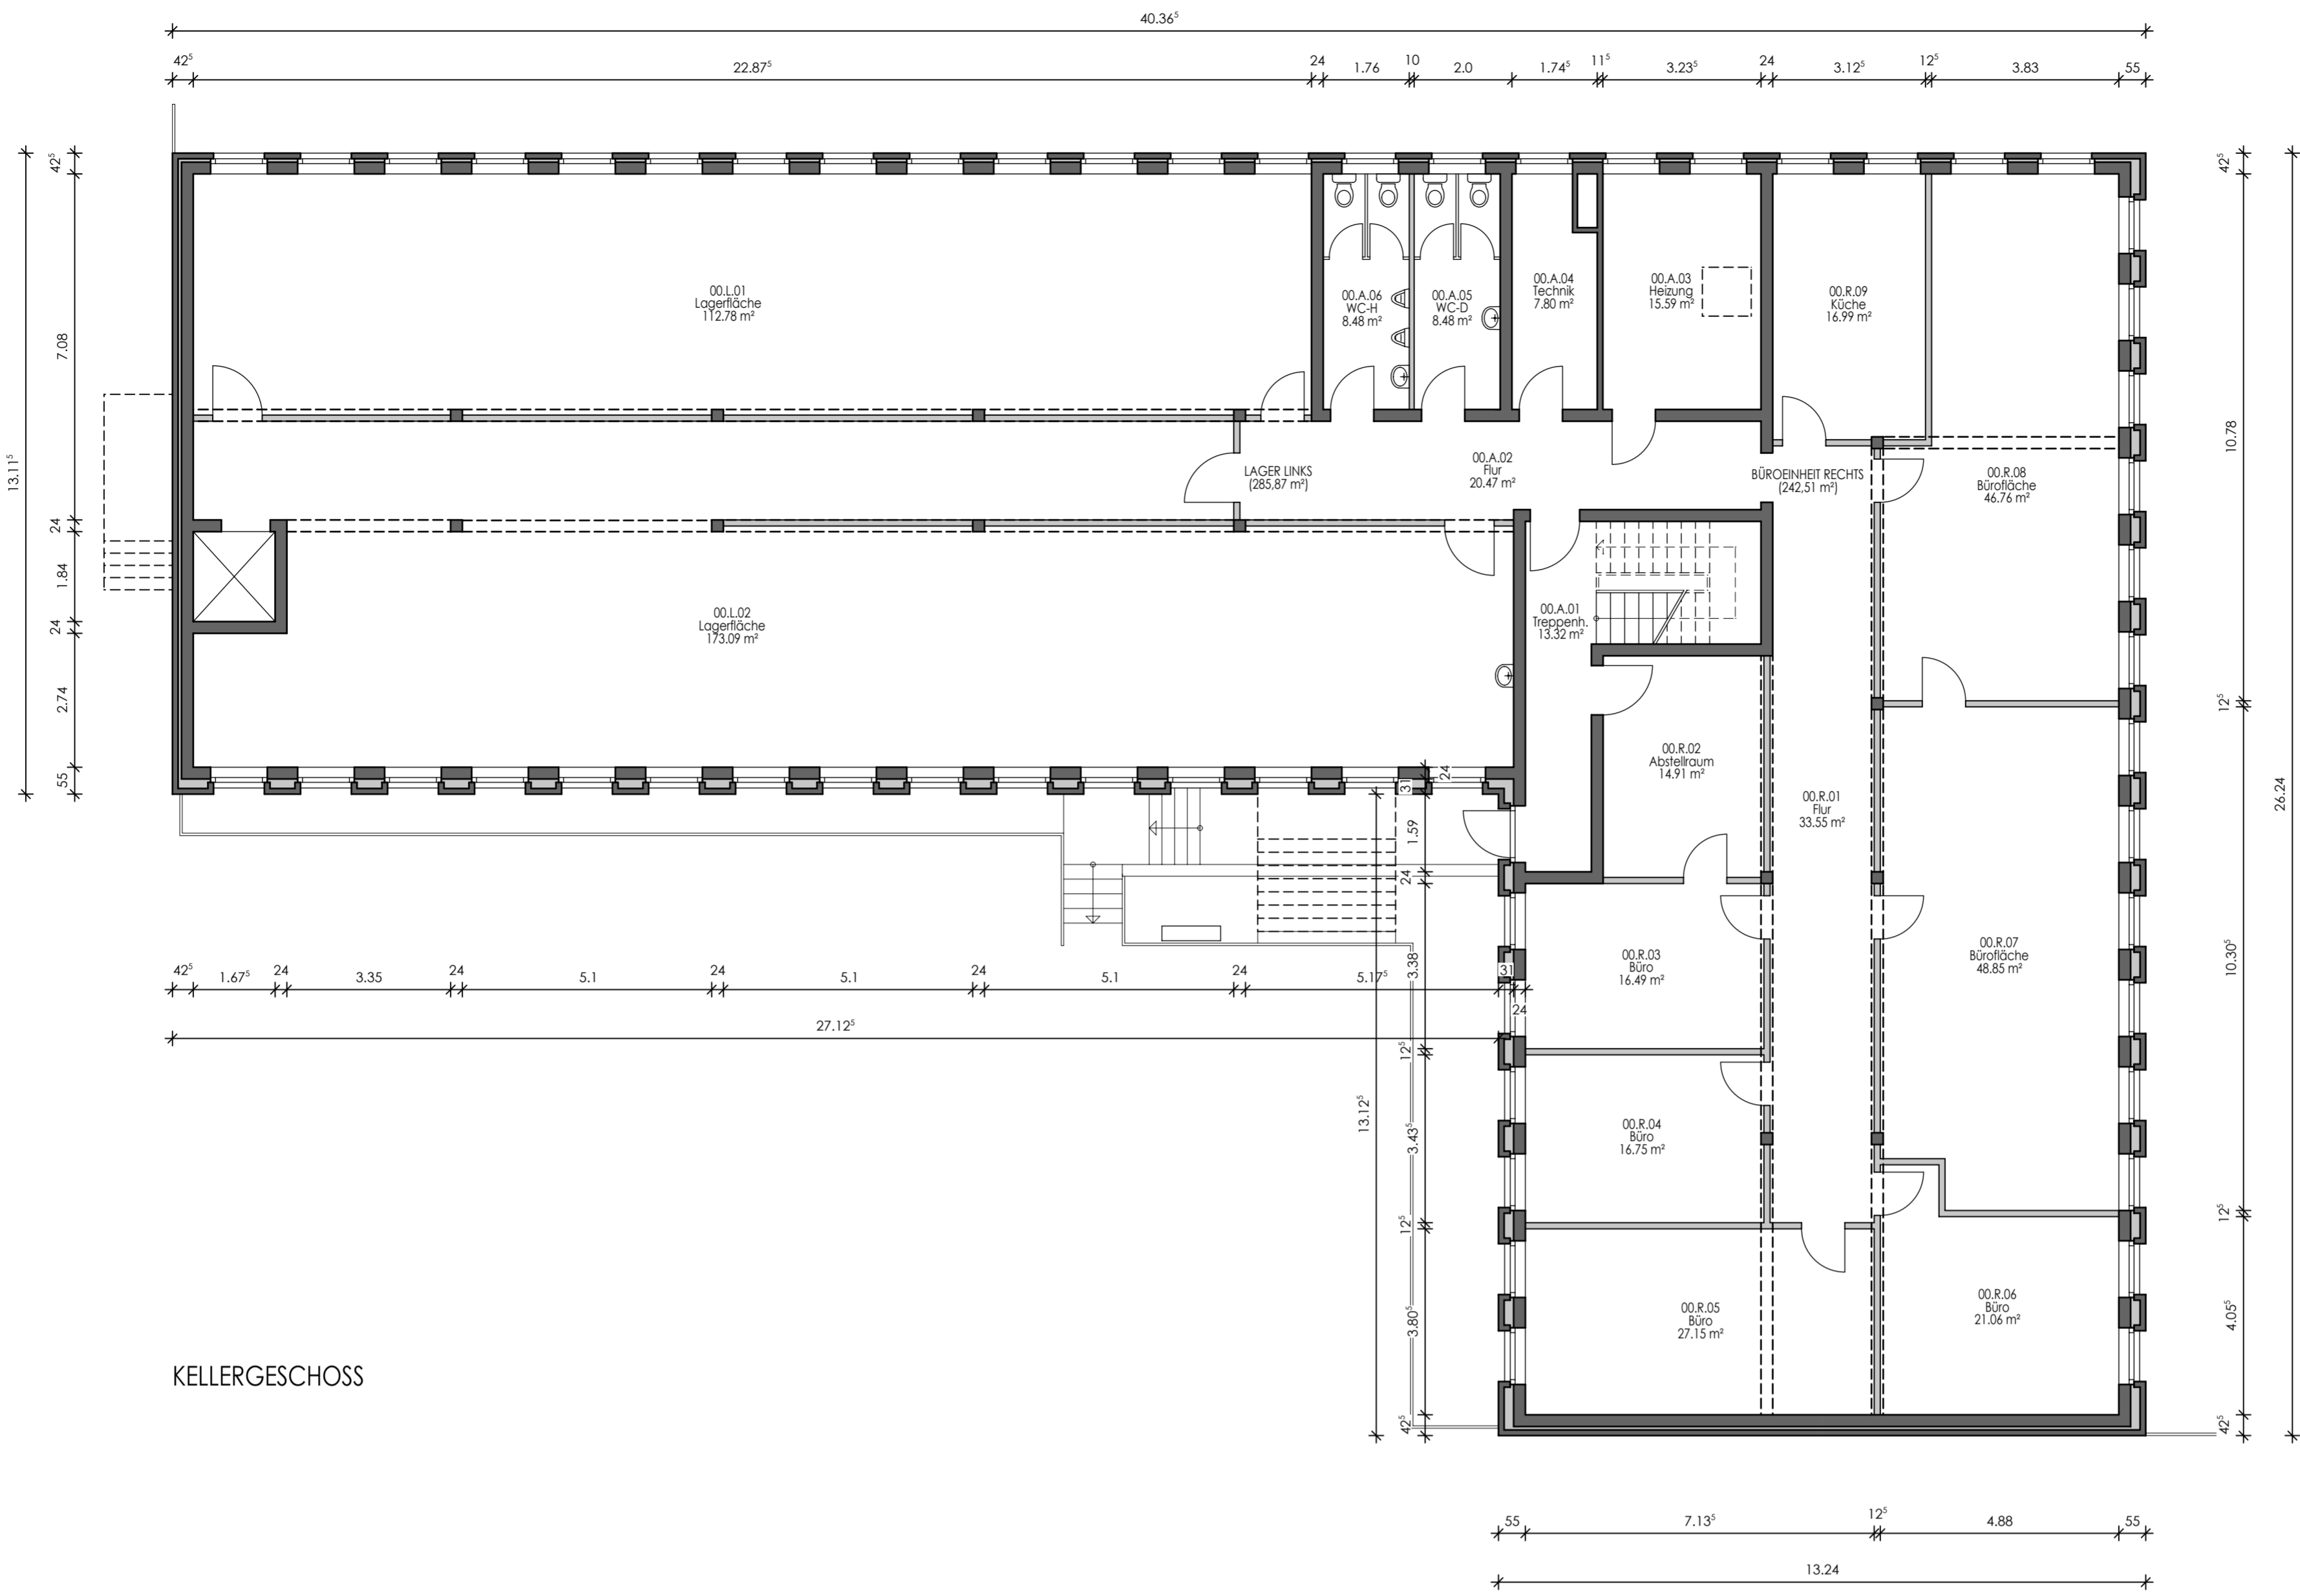 40.36⁵
42⁵ 22.87⁵ 24 1.76 10 2.0 1.74⁵ 11⁵ 3.23⁵ 24 3.12⁵ 12⁵ 3.83 55
13.11⁵
42⁵
7.08
24
1.84
24
2.74
55
00.L.01
Lagerfläche
112.78 m²
00.A.06
WC-H
8.48 m²
00.A.05
WC-D
8.48 m²
00.A.04
Technik
7.80 m²
00.A.03
Heizung
15.59 m²
00.R.09
Küche
16.99 m²
LAGER LINKS
(285,87 m²)
00.A.02
Flur
20.47 m²
BÜROEINHEIT RECHTS
(242,51 m²)
00.R.08
Bürofläche
46.76 m²
00.L.02
Lagerfläche
173.09 m²
00.A.01
Treppenh.
13.32 m²
00.R.02
Abstellraum
14.91 m²
00.R.01
Flur
33.55 m²
00.R.03
Büro
16.49 m²
00.R.07
Bürofläche
48.85 m²
00.R.04
Büro
16.75 m²
00.R.05
Büro
27.15 m²
00.R.06
Büro
21.06 m²
42⁵
10.78
12⁵
10.30⁵
12⁵
4.05⁵
42⁵
26.24
24
31
1.59
24
3.38⁵
12⁵
3.43⁵
12⁵
3.80⁵
42⁵
13.12⁵
42⁵ 1.67⁵ 24 3.35 24 5.1 24 5.1 24 5.1 24 5.17⁵ 31
24
27.12⁵
KELLERGESCHOSS
55 7.13⁵ 12⁵ 4.88 55
13.24